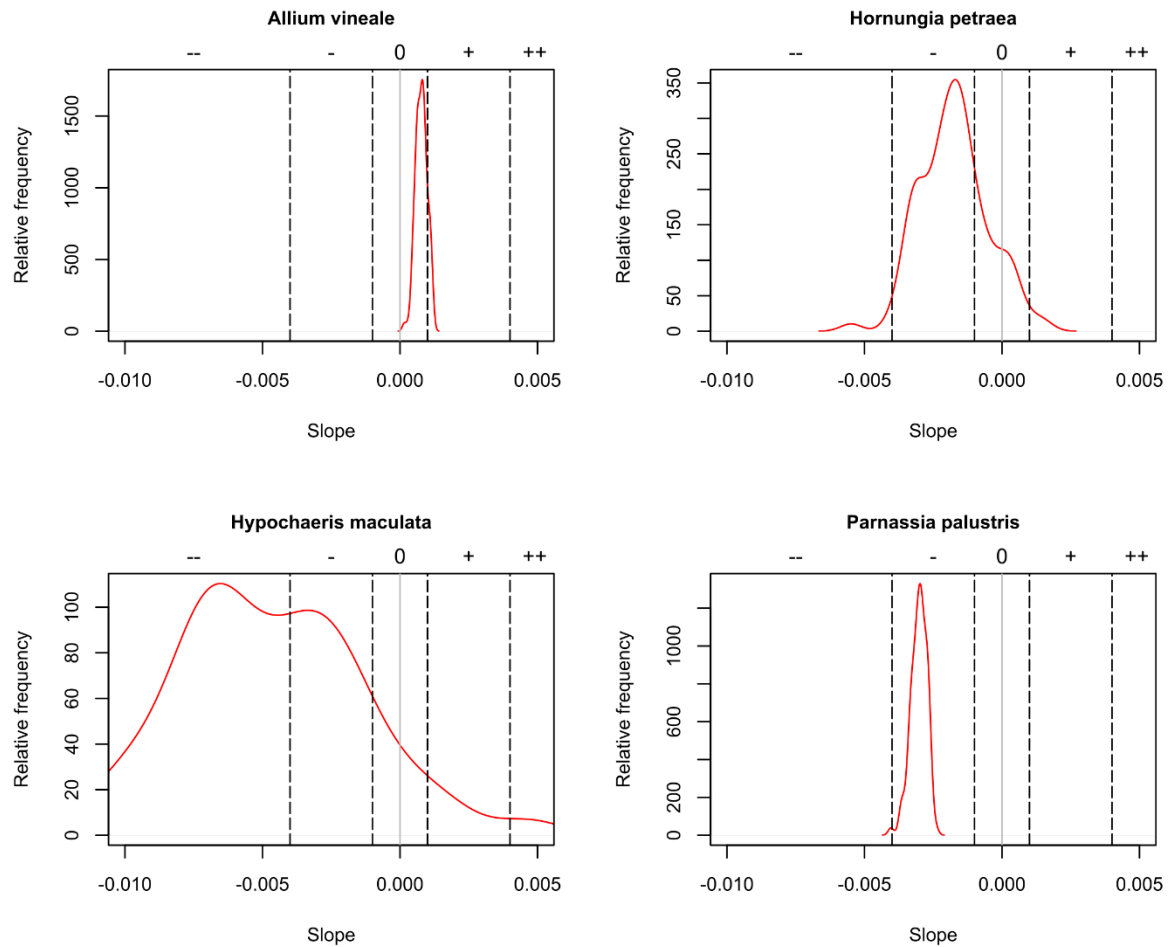 Allium vineale
-- - 0 + ++
Relative frequency
1500
1000
500
0
-0.010 -0.005 0.000 0.005
Slope
Hornungia petraea
-- - 0 + ++
Relative frequency
350
250
150
50
0
-0.010 -0.005 0.000 0.005
Slope
Hypochaeris maculata
-- - 0 + ++
Relative frequency
100
80
60
40
20
0
-0.010 -0.005 0.000 0.005
Slope
Parnassia palustris
-- - 0 + ++
Relative frequency
1000
600
200
0
-0.010 -0.005 0.000 0.005
Slope